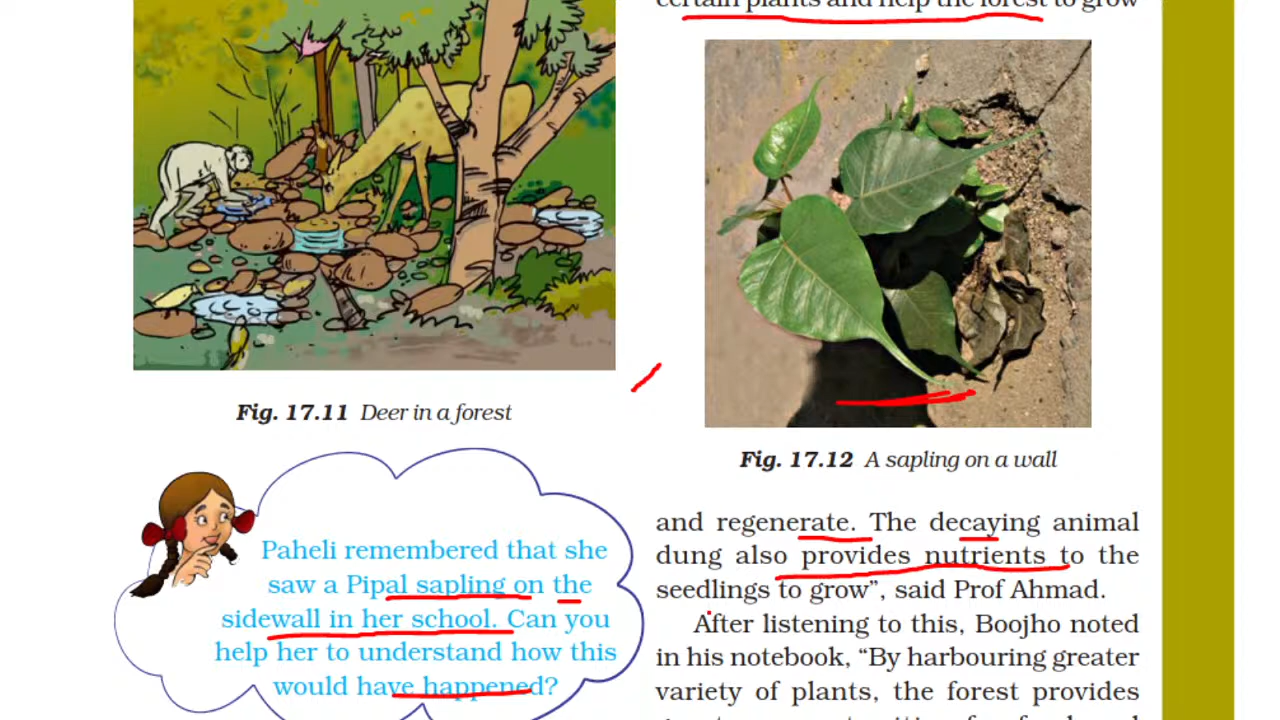 certain plants and help the forest to grow
Fig. 17.11 Deer in a forest
Paheli remembered that she
saw a Pipal sapling on the
sidewall in her school. Can you
help her to understand how this
would have happened?
Fig. 17.12 A sapling on a wall
and regenerate. The decaying animal
dung also provides nutrients to the
seedlings to grow”, said Prof Ahmad.
After listening to this, Boojho noted
in his notebook, “By harbouring greater
variety of plants, the forest provides